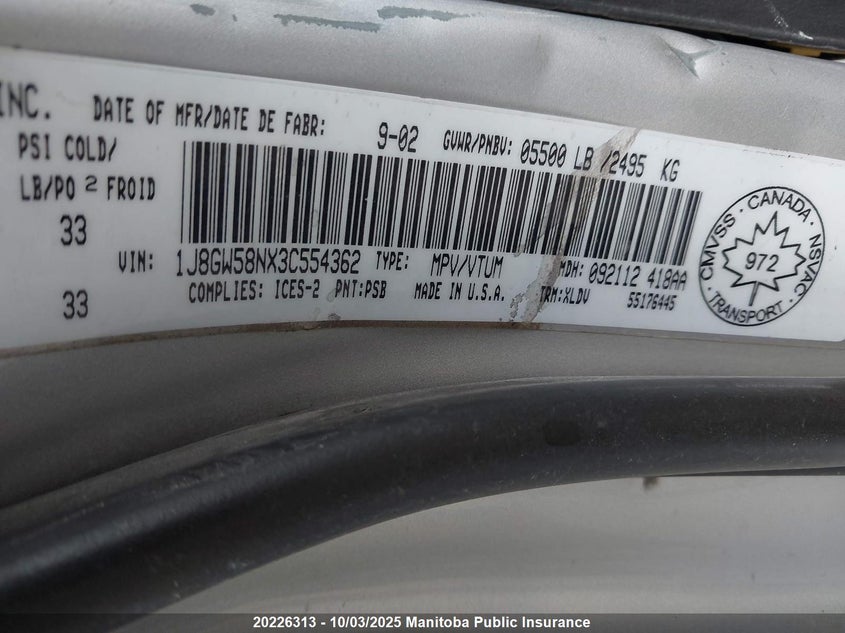 INC. DATE OF MFR/DATE DE FABR: 9-02 GVWR/PNBV: 05500 LB /2495 KG
PSI COLD/
LB/PO 2 FROID
33
VIN: 1J8GW58NX3C554362 TYPE: MPV/VTUM MDH: 092112 418AA
33
COMPLIES: ICES-2 PNT:PSB MADE IN U.S.A. TRM:XLDV 55176445
CMVSS · CANADA · NSVAC
972
· TRANSPORT ·
20226313 - 10/03/2025 Manitoba Public Insurance